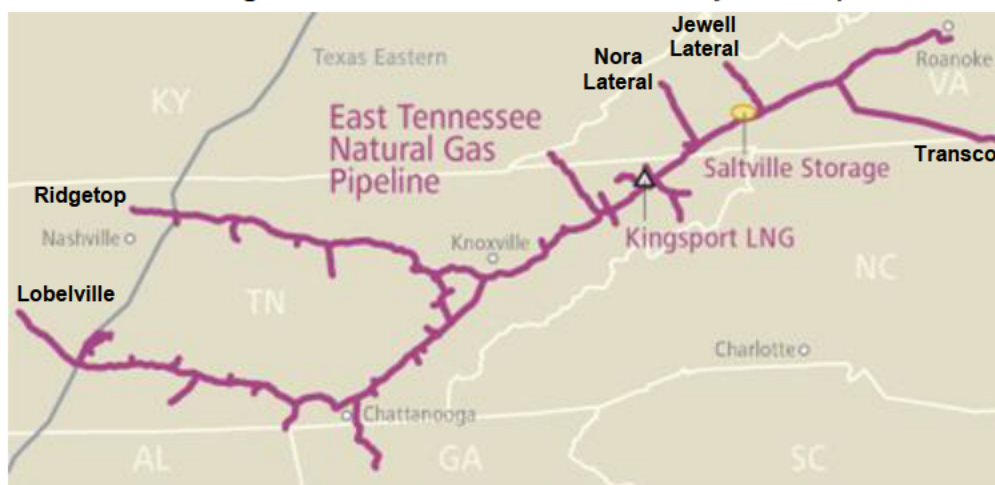 Jewell
Lateral
Nora
Lateral
Texas Eastern
Roanoke
VA
KY
East Tennessee
Natural Gas
Pipeline
Transco
Saltville Storage
Ridgetop
Nashville
Knoxville
Kingsport LNG
NC
Lobelville
TN
Charlotte
Chattanooga
AL
GA
SC